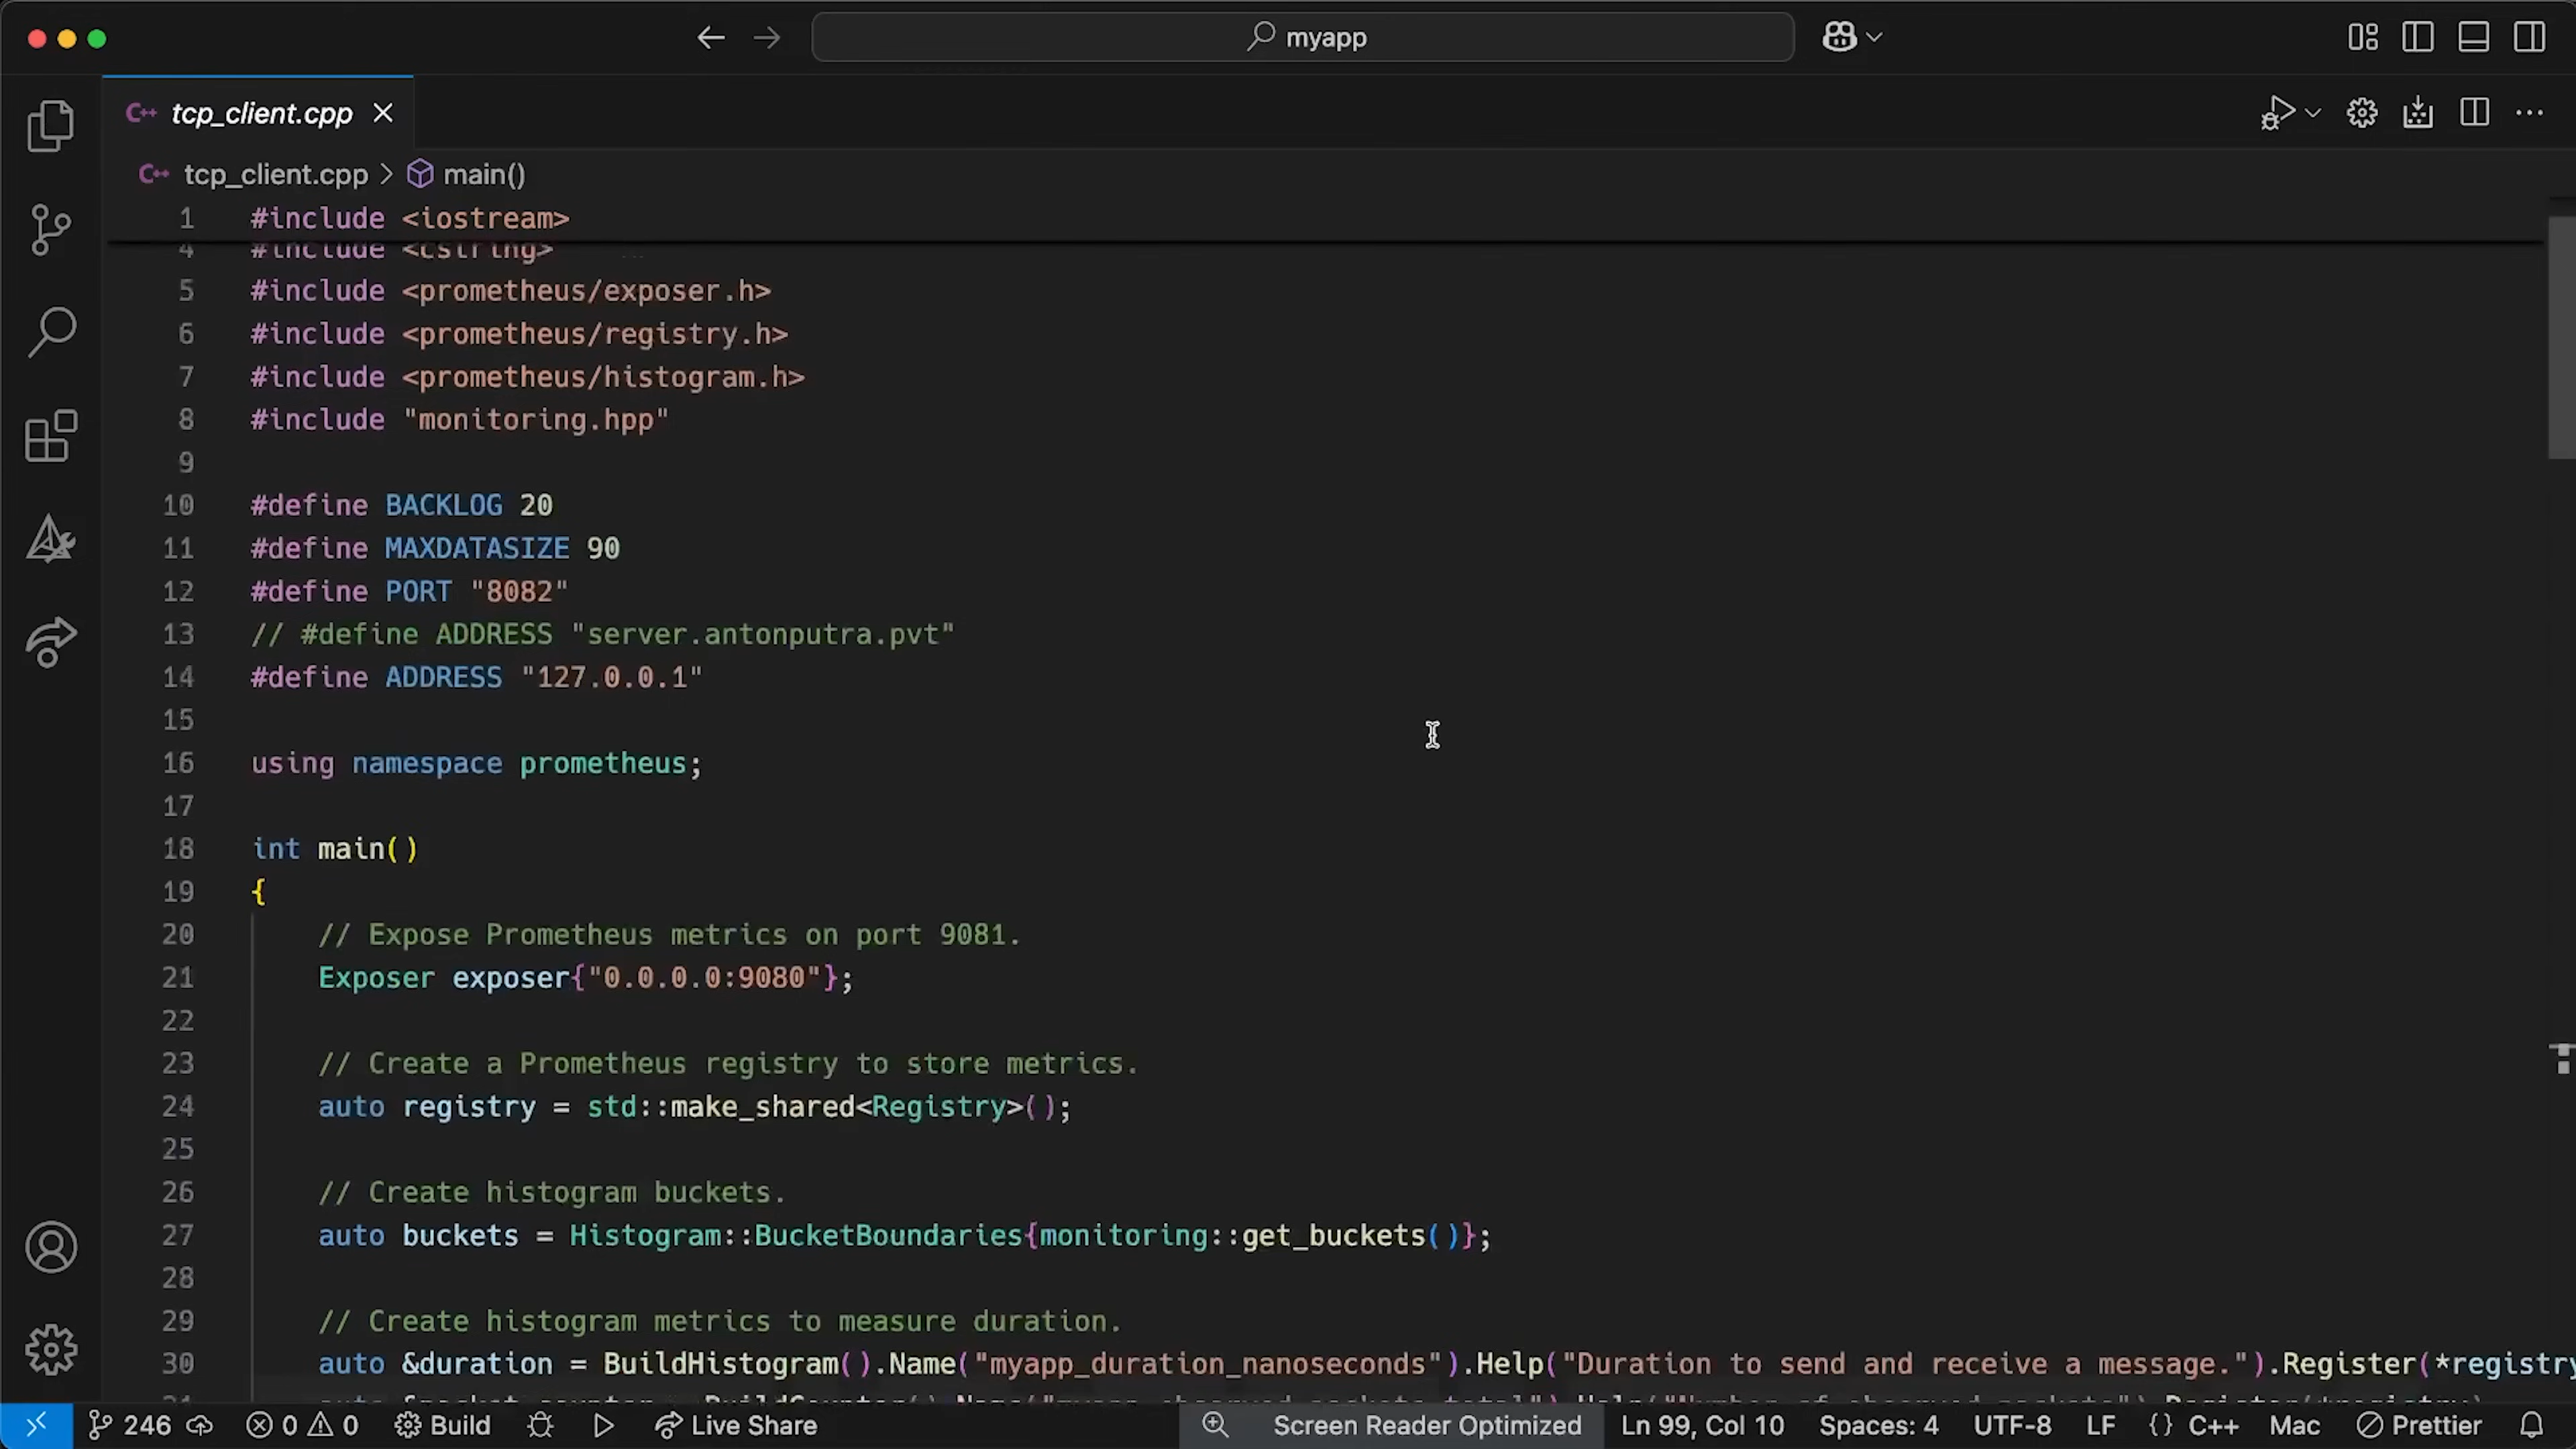 myapp
C++ tcp_client.cpp
C++ tcp_client.cpp > main()
1 #include <iostream>
4 #include <cstring>
5 #include <prometheus/exposer.h>
6 #include <prometheus/registry.h>
7 #include <prometheus/histogram.h>
8 #include "monitoring.hpp"
9
10 #define BACKLOG 20
11 #define MAXDATASIZE 90
12 #define PORT "8082"
13 // #define ADDRESS "server.antonputra.pvt"
14 #define ADDRESS "127.0.0.1"
15
16 using namespace prometheus;
17
18 int main()
19 {
20 // Expose Prometheus metrics on port 9081.
21 Exposer exposer{"0.0.0.0:9080"};
22
23 // Create a Prometheus registry to store metrics.
24 auto registry = std::make_shared<Registry>();
25
26 // Create histogram buckets.
27 auto buckets = Histogram::BucketBoundaries{monitoring::get_buckets()};
28
29 // Create histogram metrics to measure duration.
30 auto &duration = BuildHistogram().Name("myapp_duration_nanoseconds").Help("Duration to send and receive a message.").Register(*registry
246 0 0 Build Live Share Screen Reader Optimized Ln 99, Col 10 Spaces: 4 UTF-8 LF {} C++ Mac Prettier